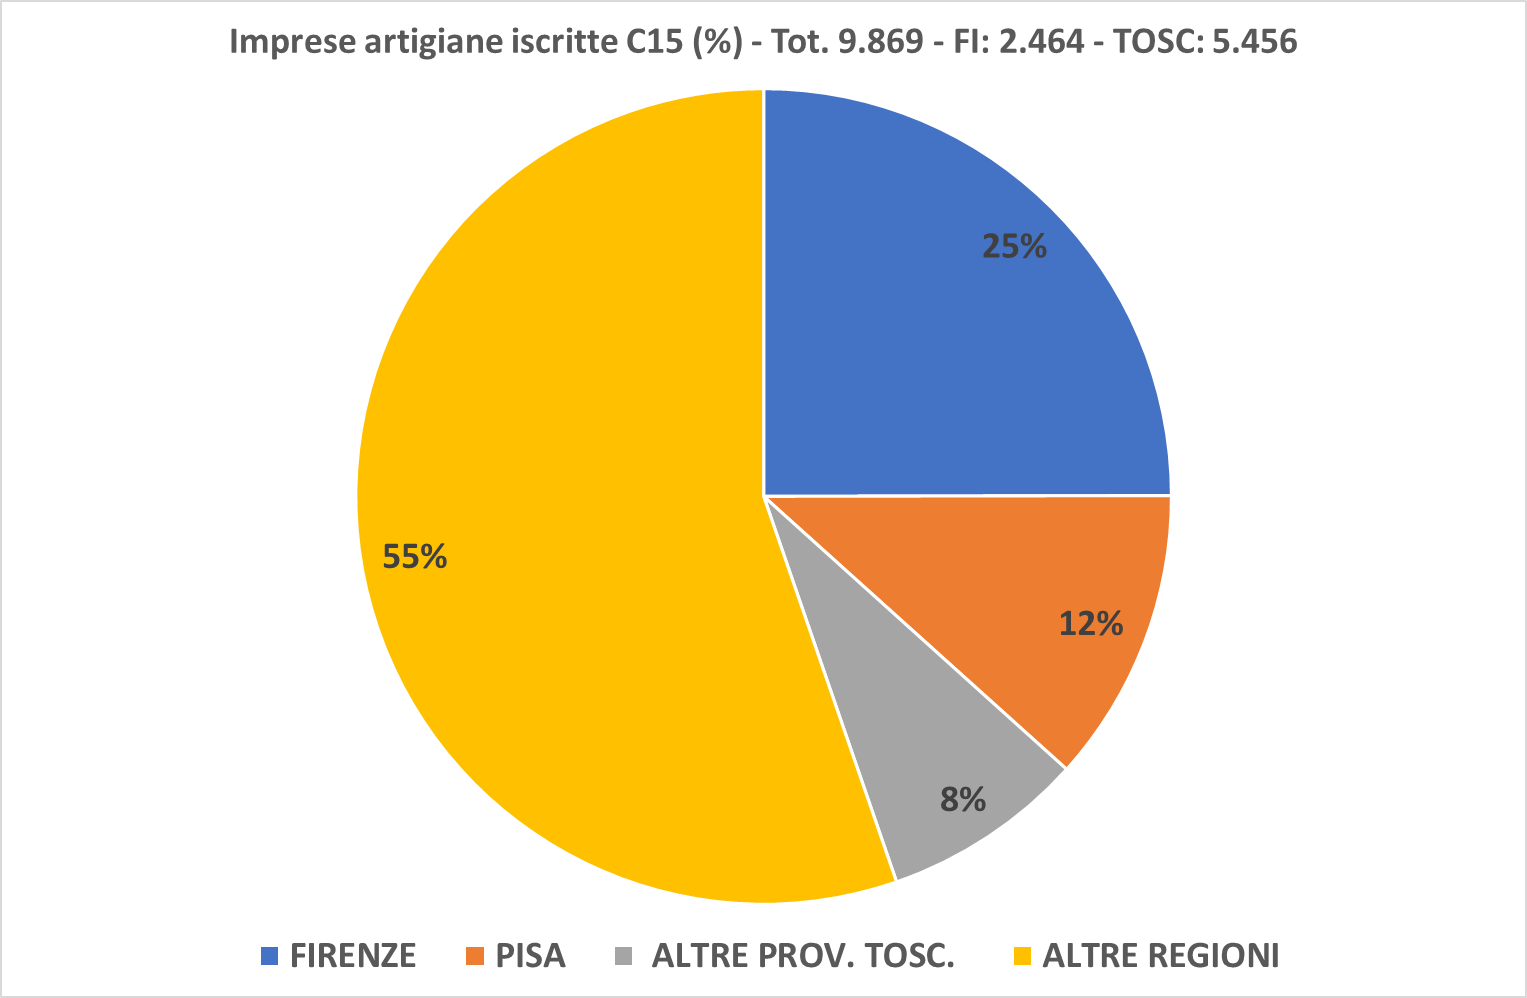 Imprese artigiane iscritte C15 (%) - Tot. 9.869 - FI: 2.464 - TOSC: 5.456
25%
55%
12%
8%
FIRENZE PISA ALTRE PROV. TOSC. ALTRE REGIONI